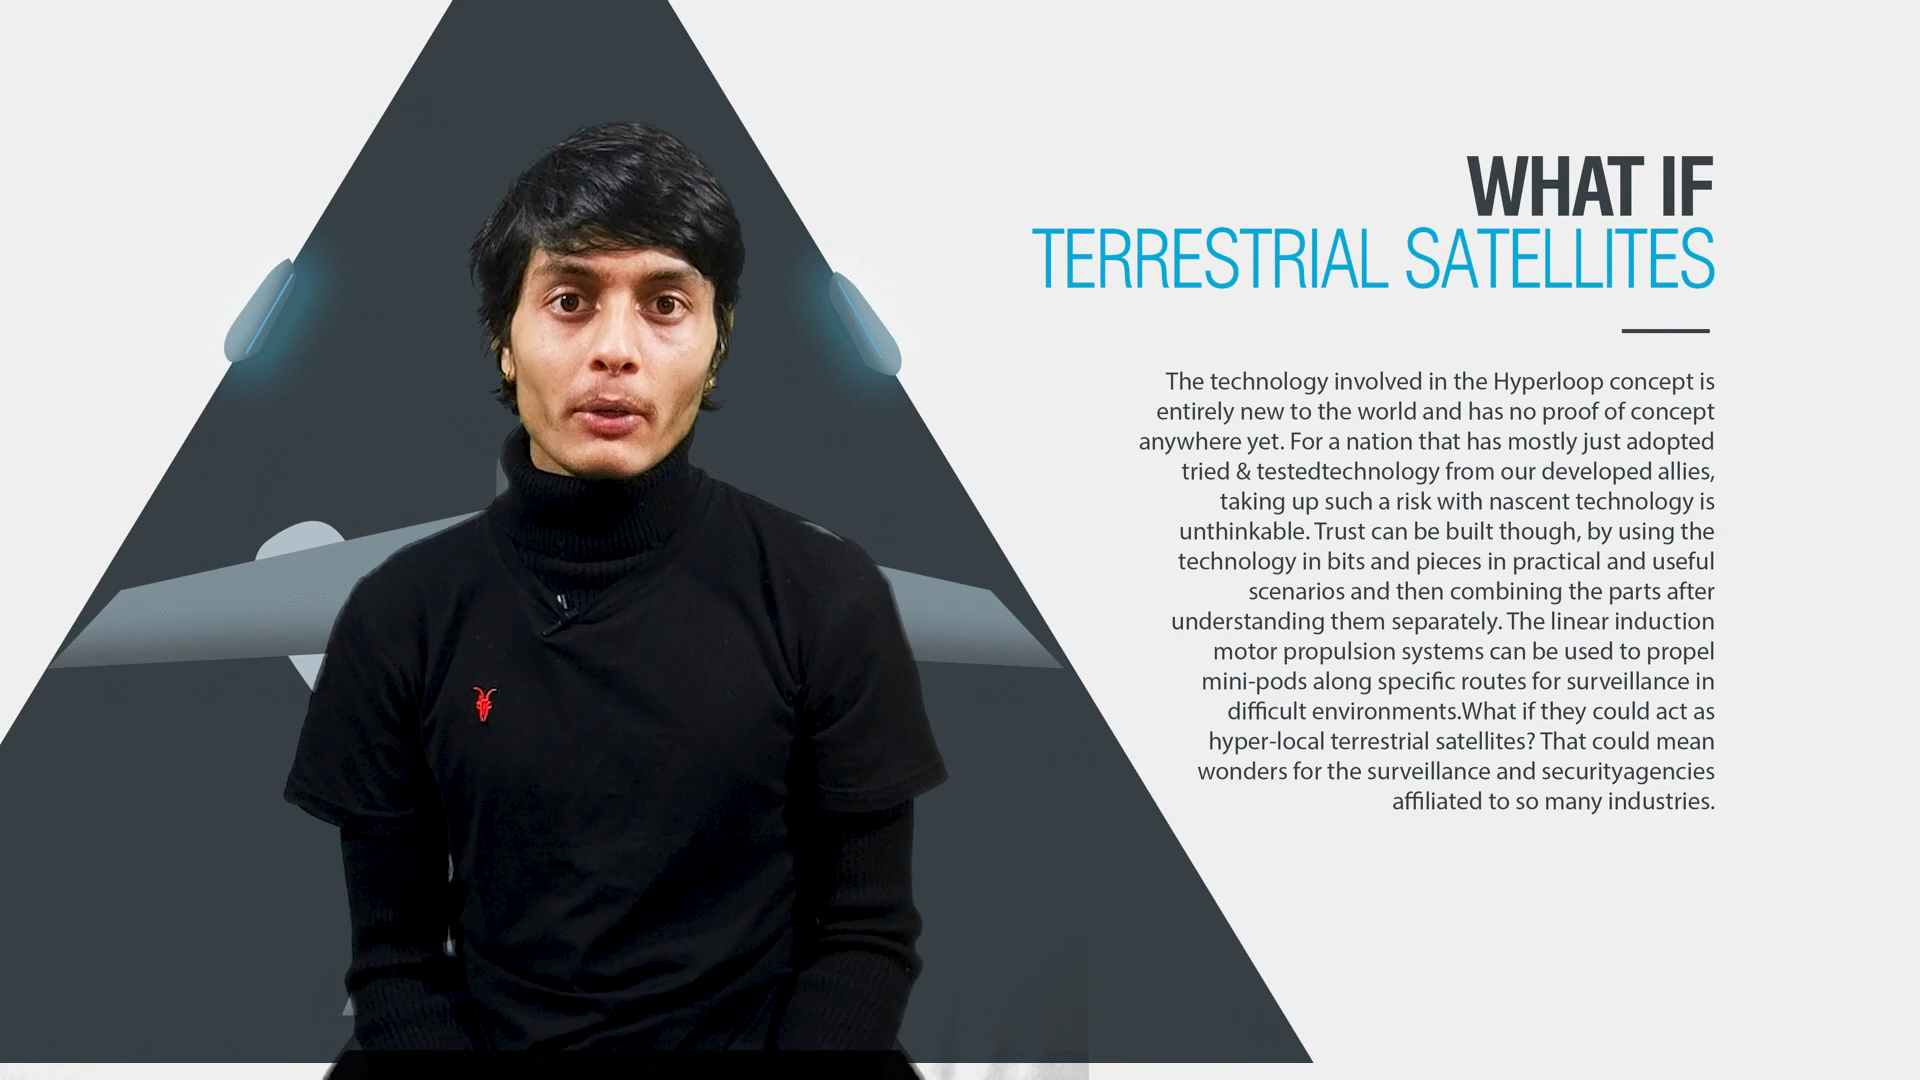 WHAT IF
TERRESTRIAL SATELLITES
The technology involved in the Hyperloop concept is
entirely new to the world and has no proof of concept
anywhere yet. For a nation that has mostly just adopted
tried & testedtechnology from our developed allies,
taking up such a risk with nascent technology is
unthinkable. Trust can be built though, by using the
technology in bits and pieces in practical and useful
scenarios and then combining the parts after
understanding them separately. The linear induction
motor propulsion systems can be used to propel
mini-pods along specific routes for surveillance in
difficult environments.What if they could act as
hyper-local terrestrial satellites? That could mean
wonders for the surveillance and securityagencies
affiliated to so many industries.